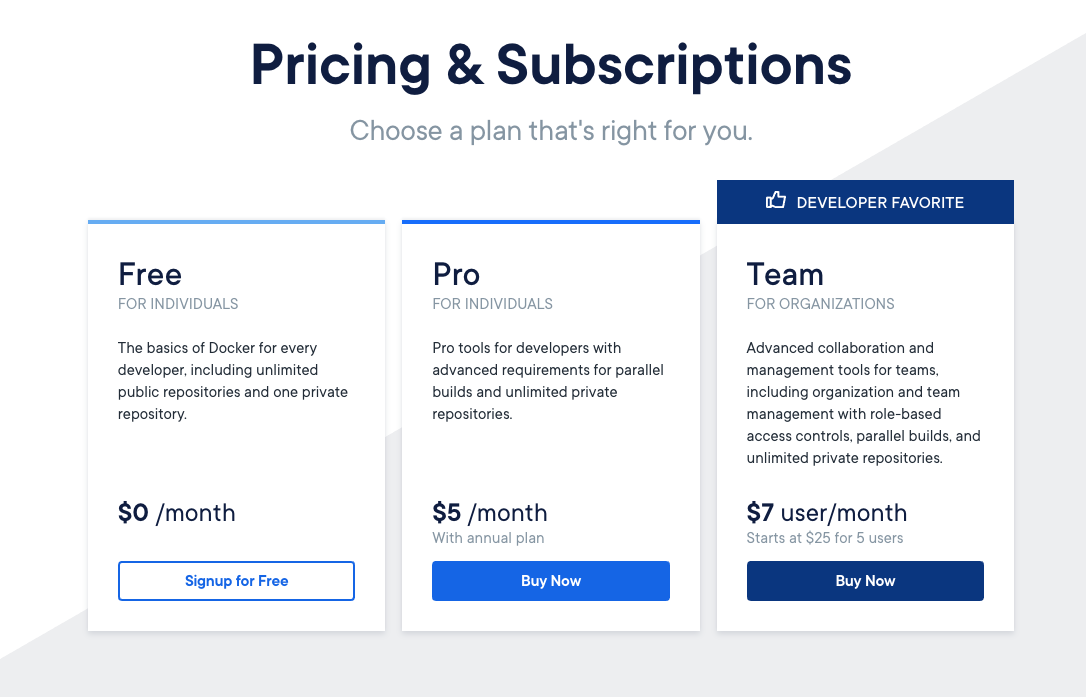 Pricing & Subscriptions
Choose a plan that's right for you.
Free
FOR INDIVIDUALS
The basics of Docker for every
developer, including unlimited
public repositories and one private
repository.
$0 /month
Signup for Free
Pro
FOR INDIVIDUALS
Pro tools for developers with
advanced requirements for parallel
builds and unlimited private
repositories.
$5 /month
With annual plan
Buy Now
DEVELOPER FAVORITE
Team
FOR ORGANIZATIONS
Advanced collaboration and
management tools for teams,
including organization and team
management with role-based
access controls, parallel builds, and
unlimited private repositories.
$7 user/month
Starts at $25 for 5 users
Buy Now